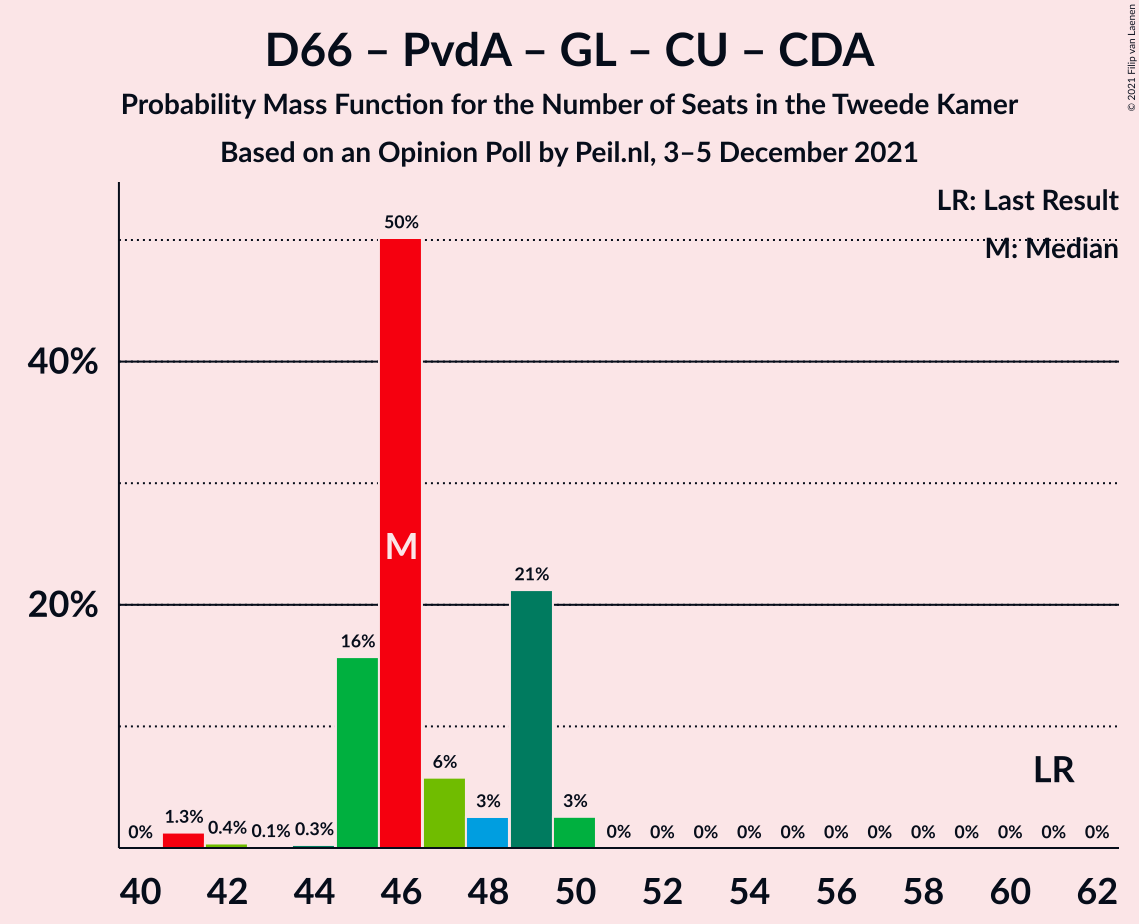 D66 – PvdA – GL – CU – CDA
Probability Mass Function for the Number of Seats in the Tweede Kamer
Based on an Opinion Poll by Peil.nl, 3–5 December 2021
© 2021 Filip van Laenen
LR: Last Result
M: Median
50%
40%
M
21%
20%
16%
6%
LR
0% 1.3% 0.4% 0.1% 0.3% 3% 3% 0% 0% 0% 0% 0% 0% 0% 0% 0% 0% 0% 0%
40 42 44 46 48 50 52 54 56 58 60 62